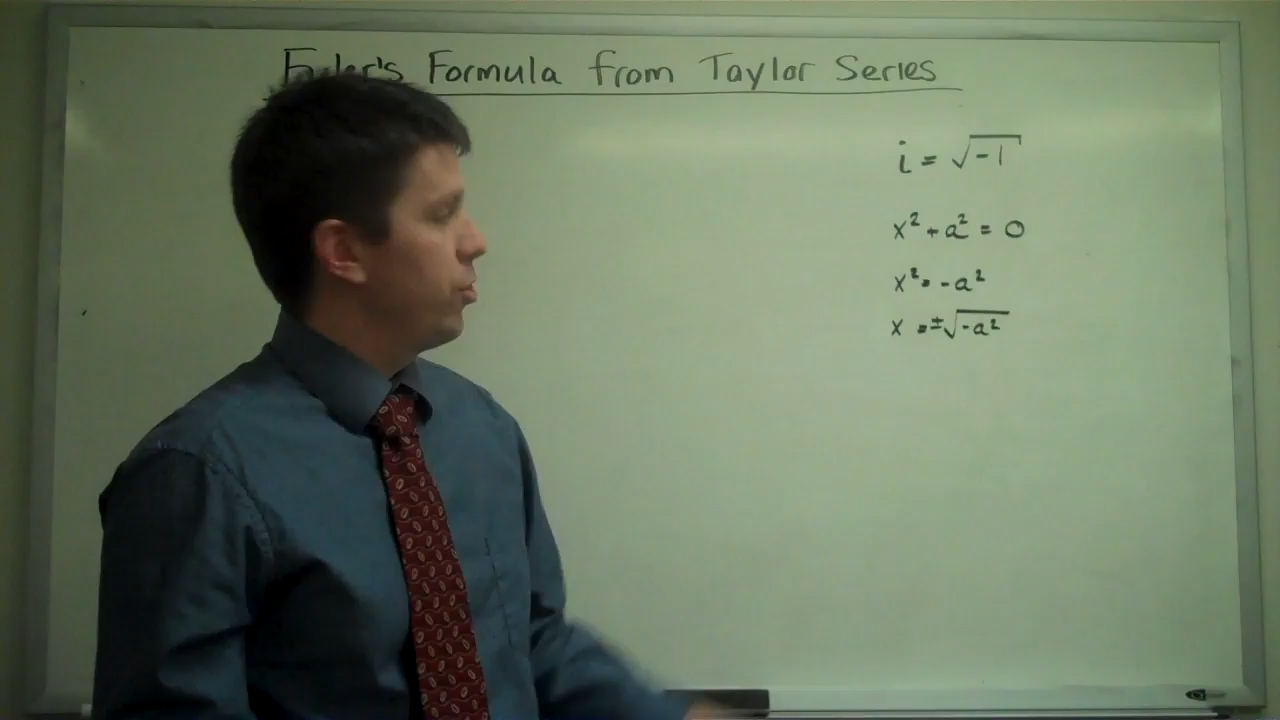 Euler's Formula from Taylor Series
i = √-1
x² + a² = 0
x² = -a²
x = ±√-a²